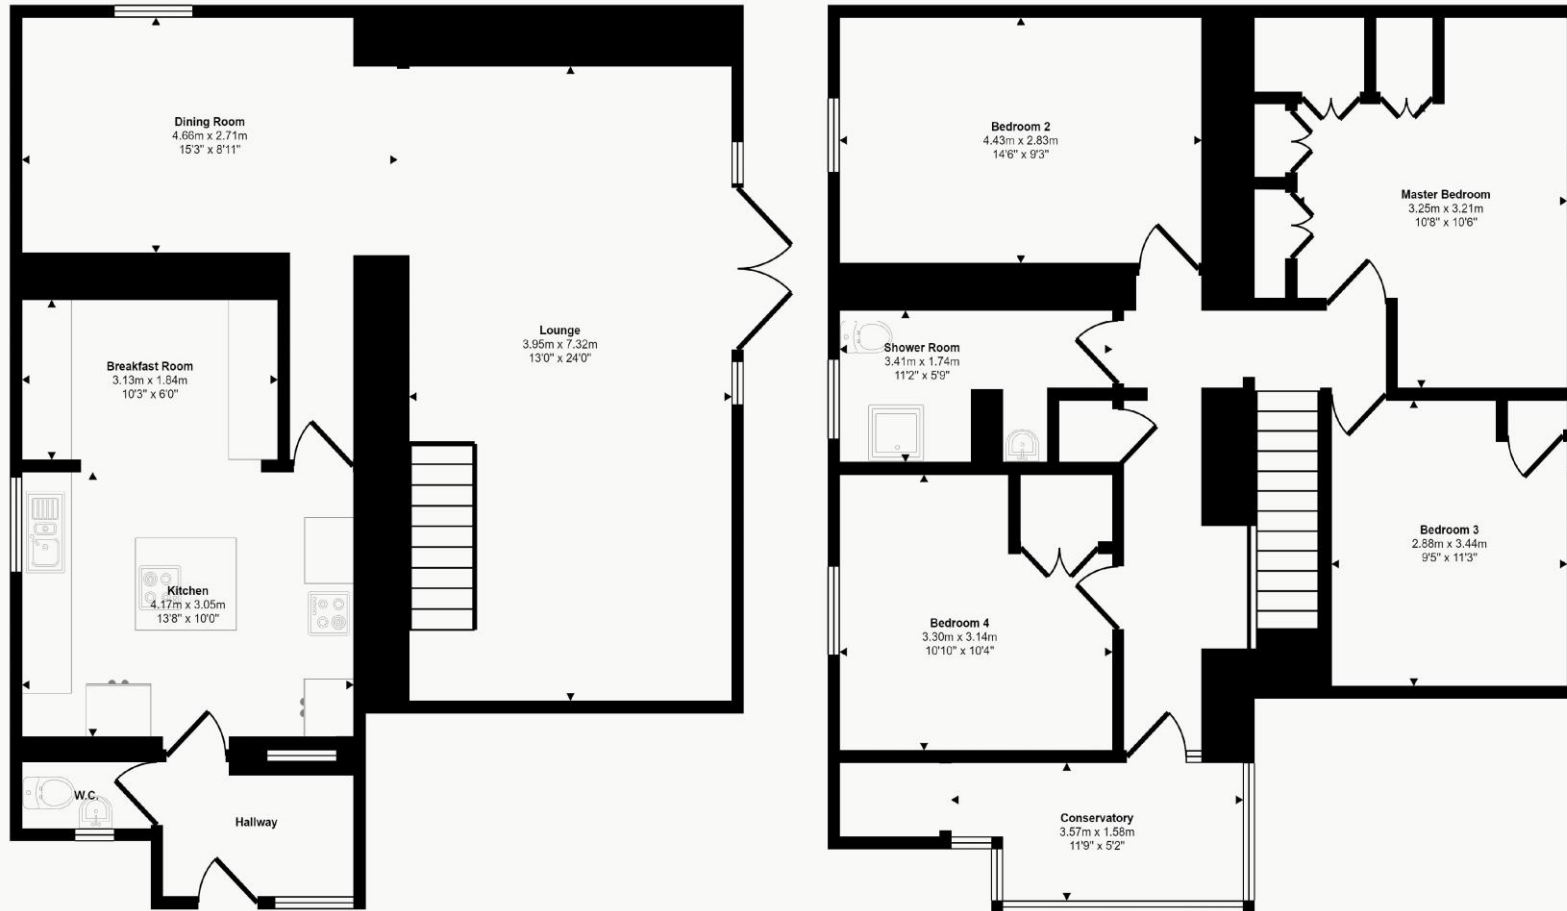 Dining Room
4.66m x 2.71m
15'3" x 8'11"
Breakfast Room
3.13m x 1.84m
10'3" x 6'0"
Lounge
3.95m x 7.32m
13'0" x 24'0"
Kitchen
4.17m x 3.05m
13'8" x 10'0"
W.C.
Hallway
Bedroom 2
4.43m x 2.83m
14'6" x 9'3"
Master Bedroom
3.25m x 3.21m
10'8" x 10'6"
Shower Room
3.41m x 1.74m
11'2" x 5'9"
Bedroom 3
2.88m x 3.44m
9'5" x 11'3"
Bedroom 4
3.30m x 3.14m
10'10" x 10'4"
Conservatory
3.57m x 1.58m
11'9" x 5'2"